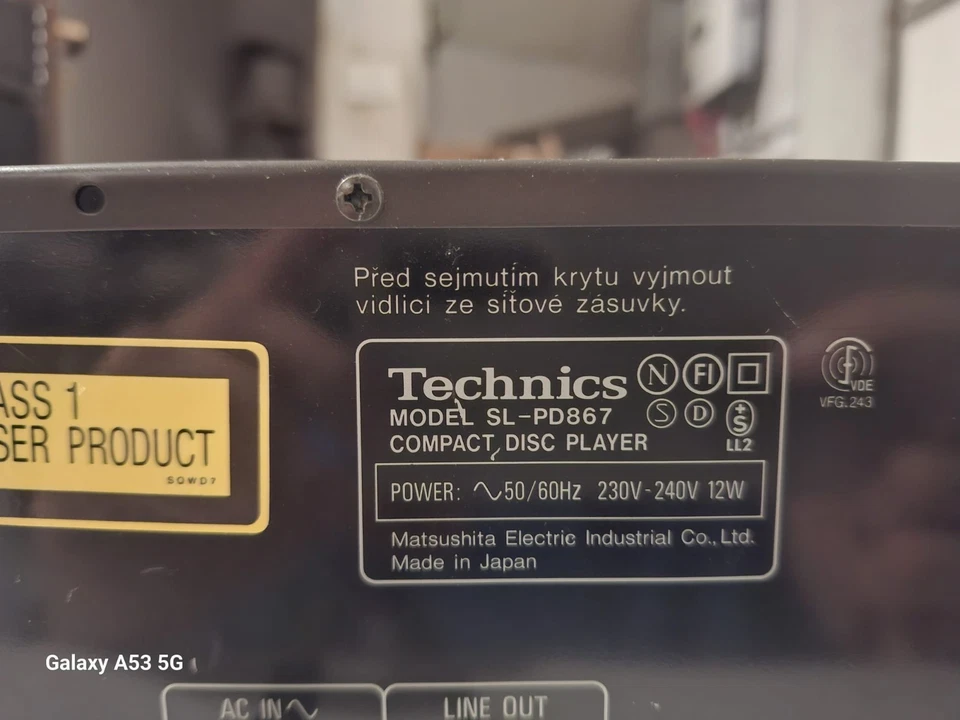 Před sejmutím krytu vyjmout
vidlici ze síťové zásuvky.
ASS 1
SER PRODUCT
SQWD7
Technics N FI
MODEL SL-PD867 S D +S
COMPACT DISC PLAYER LL2
POWER: ∿50/60Hz 230V-240V 12W
Matsushita Electric Industrial Co., Ltd.
Made in Japan
VDE
VFG.243
Galaxy A53 5G
AC IN∿
LINE OUT